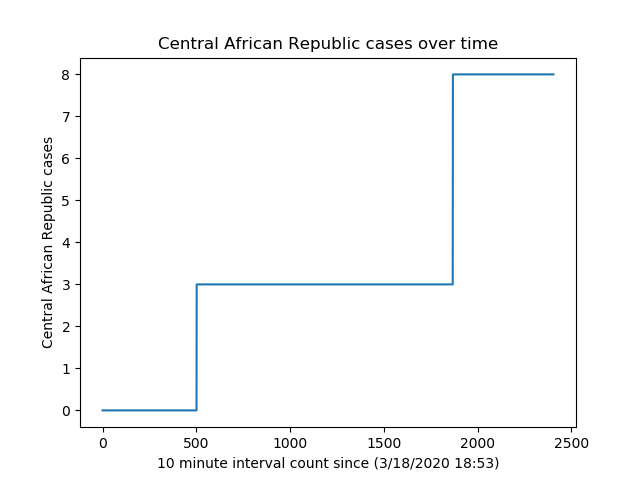 Central African Republic cases over time
Central African Republic cases
8
7
6
5
4
3
2
1
0
0 500 1000 1500 2000 2500
10 minute interval count since (3/18/2020 18:53)